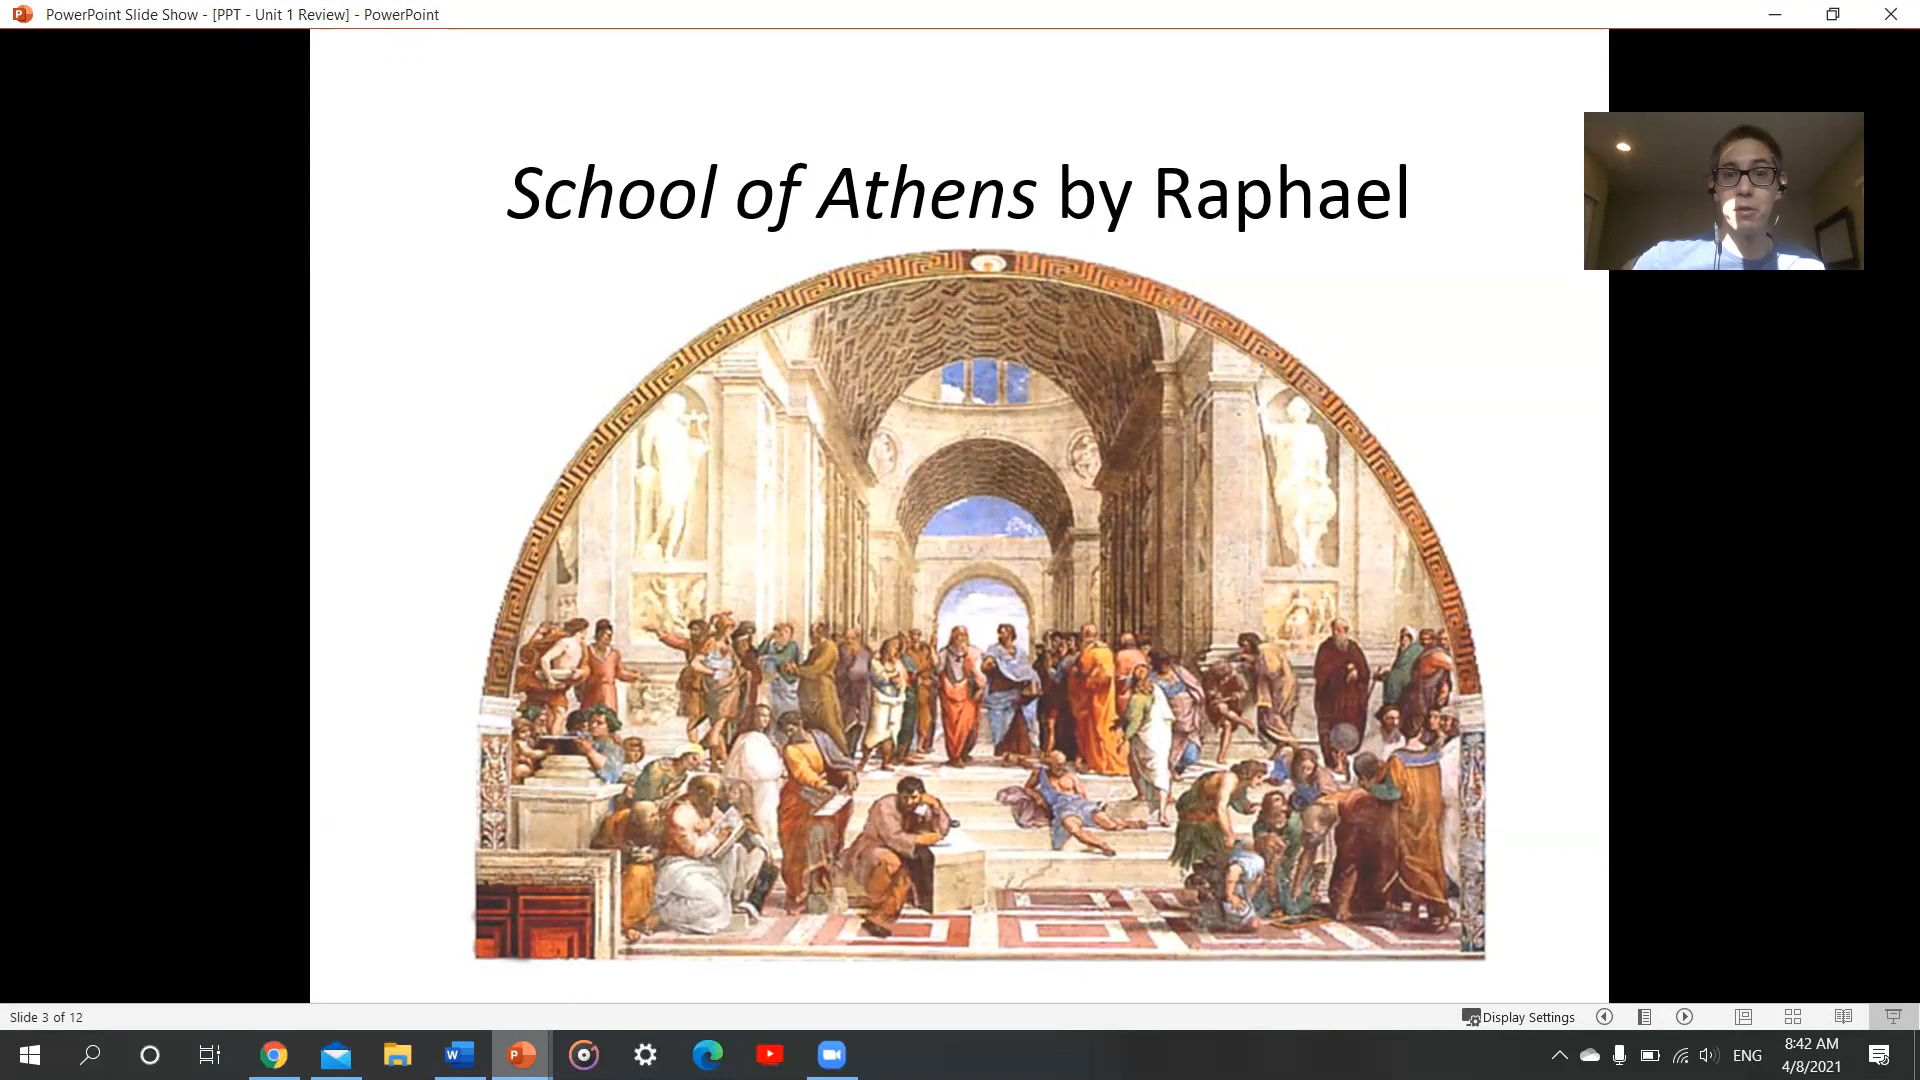 PowerPoint Slide Show - [PPT - Unit 1 Review] - PowerPoint
School of Athens by Raphael
Slide 3 of 12
Display Settings
ENG
8:42 AM
4/8/2021